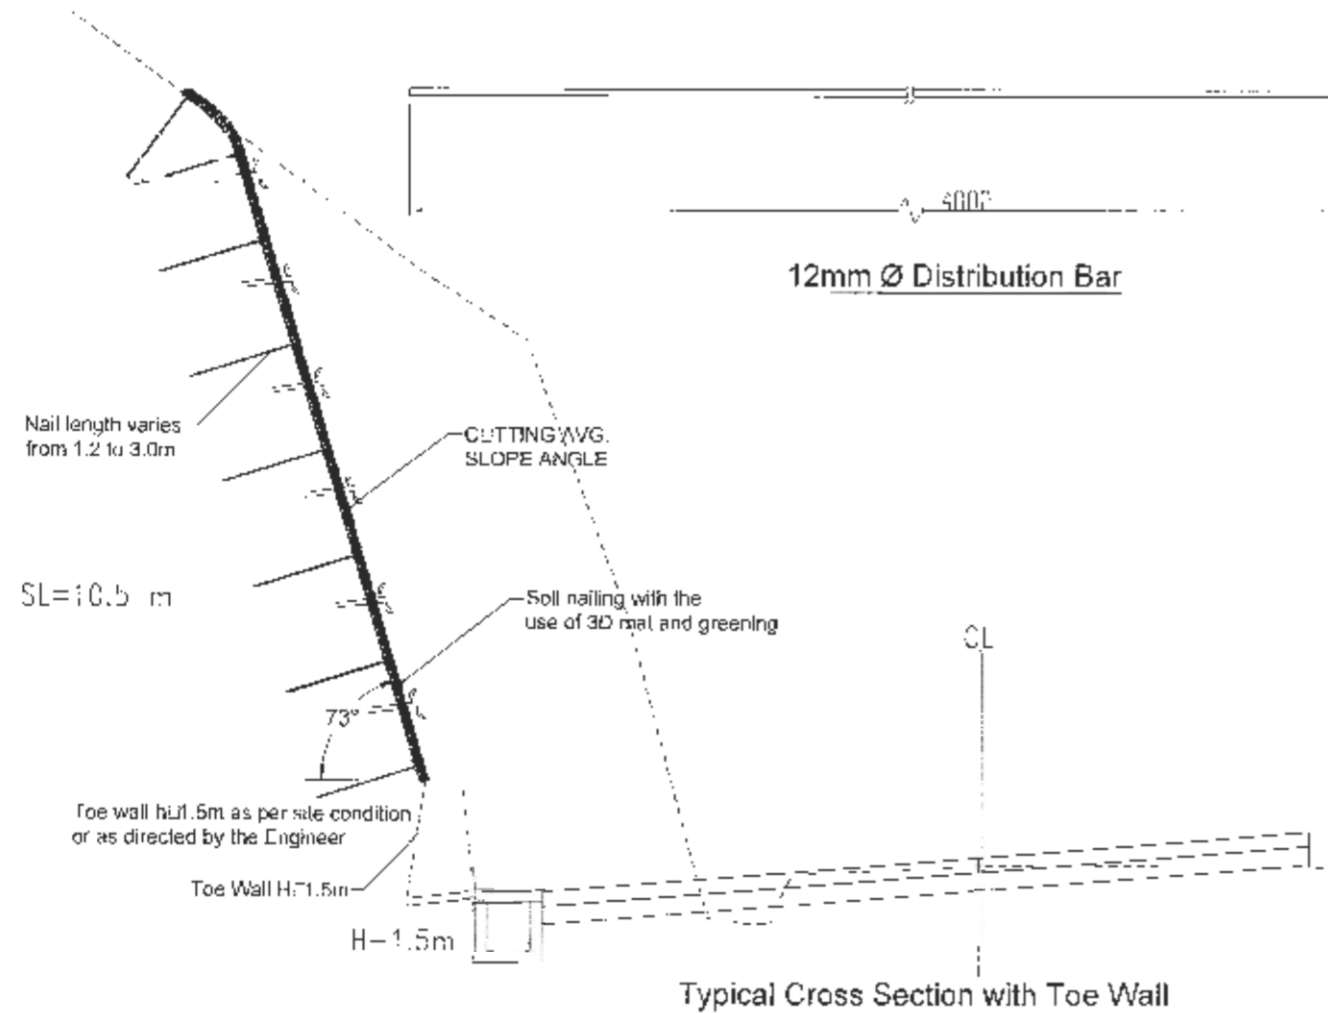 12mm Ø Distribution Bar
Nail length varies
from 1.2 to 3.0m
CUTTING AVG.
SLOPE ANGLE
SL=10.5 m
Soil nailing with the
use of 3D mat and greening
CL
73°
Toe wall 1.5m as per site condition
or as directed by the Engineer
Toe Wall H=1.5m
H=1.5m
Typical Cross Section with Toe Wall